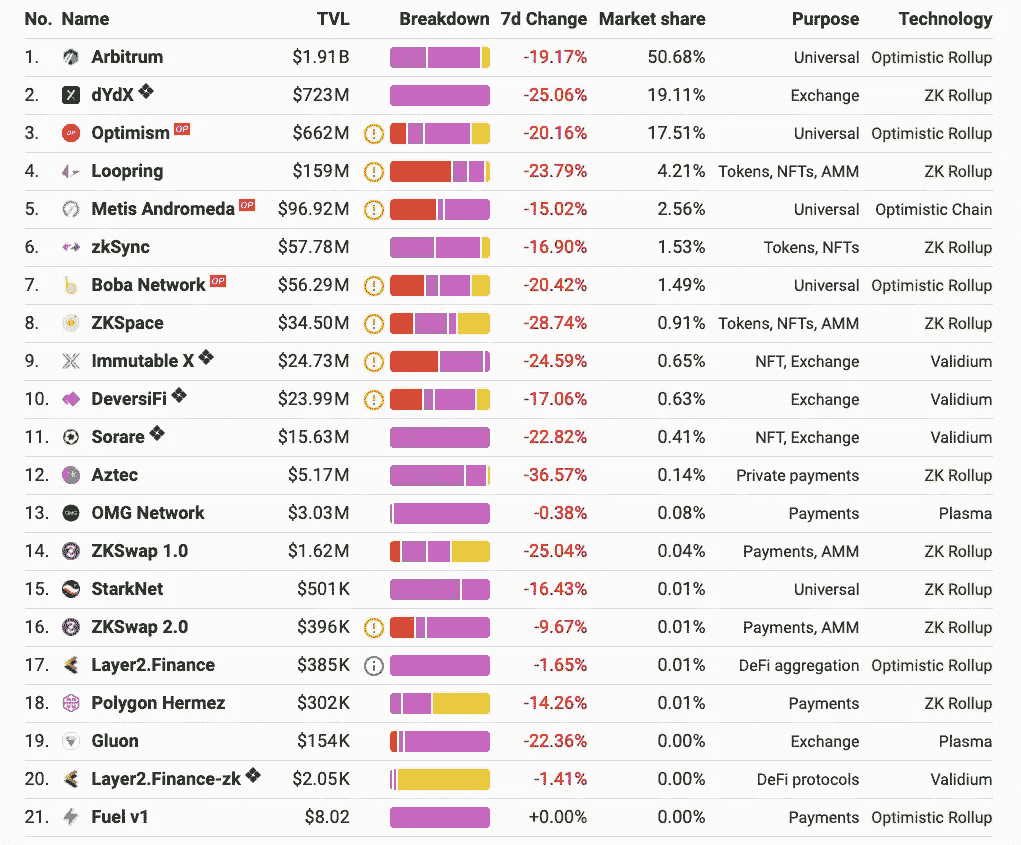 No. Name TVL Breakdown 7d Change Market share Purpose Technology
1. Arbitrum $1.91B -19.17% 50.68% Universal Optimistic Rollup
2. dYdX $723M -25.06% 19.11% Exchange ZK Rollup
3. Optimism OP $662M -20.16% 17.51% Universal Optimistic Rollup
4. Loopring $159M -23.79% 4.21% Tokens, NFTs, AMM ZK Rollup
5. Metis Andromeda OP $96.92M -15.02% 2.56% Universal Optimistic Chain
6. zkSync $57.78M -16.90% 1.53% Tokens, NFTs ZK Rollup
7. Boba Network OP $56.29M -20.42% 1.49% Universal Optimistic Rollup
8. ZKSpace $34.50M -28.74% 0.91% Tokens, NFTs, AMM ZK Rollup
9. Immutable X $24.73M -24.59% 0.65% NFT, Exchange Validium
10. DeversiFi $23.99M -17.06% 0.63% Exchange Validium
11. Sorare $15.63M -22.82% 0.41% NFT, Exchange Validium
12. Aztec $5.17M -36.57% 0.14% Private payments ZK Rollup
13. OMG Network $3.03M -0.38% 0.08% Payments Plasma
14. ZKSwap 1.0 $1.62M -25.04% 0.04% Payments, AMM ZK Rollup
15. StarkNet $501K -16.43% 0.01% Universal ZK Rollup
16. ZKSwap 2.0 $396K -9.67% 0.01% Payments, AMM ZK Rollup
17. Layer2.Finance $385K -1.65% 0.01% DeFi aggregation Optimistic Rollup
18. Polygon Hermez $302K -14.26% 0.01% Payments ZK Rollup
19. Gluon $154K -22.36% 0.00% Exchange Plasma
20. Layer2.Finance-zk $2.05K -1.41% 0.00% DeFi protocols Validium
21. Fuel v1 $8.02 +0.00% 0.00% Payments Optimistic Rollup